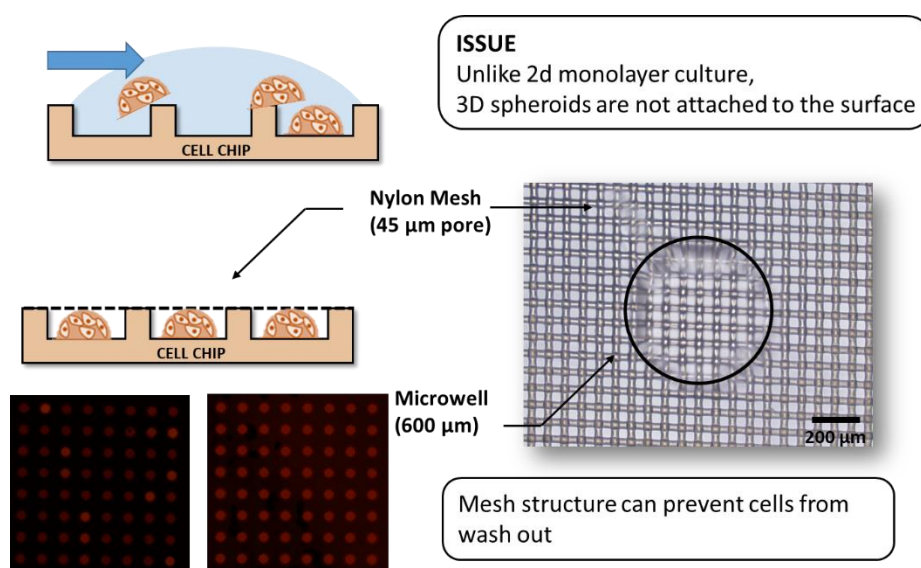 ISSUE
Unlike 2d monolayer culture,
3D spheroids are not attached to the surface
CELL CHIP
Nylon Mesh
(45 μm pore)
CELL CHIP
Microwell
(600 μm)
200 μm
Mesh structure can prevent cells from
wash out